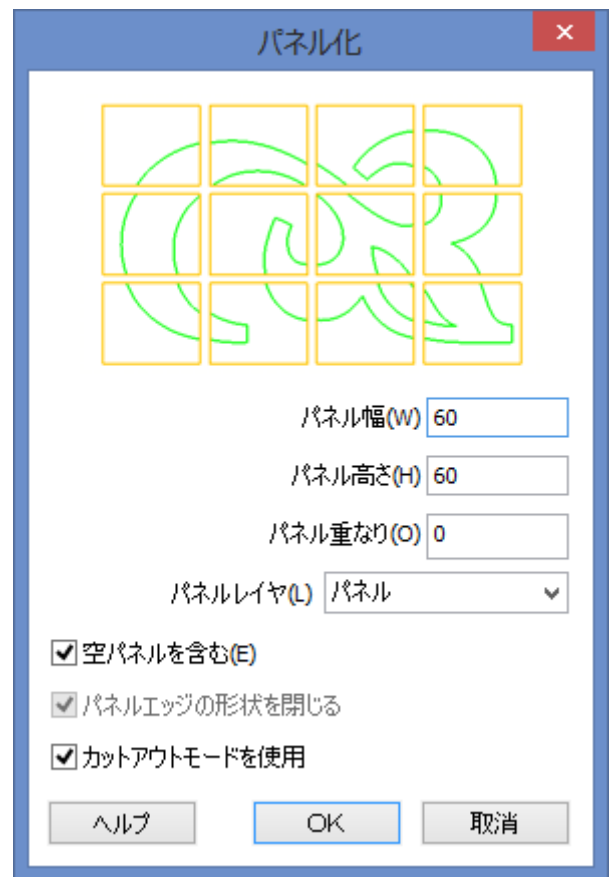 パネル化
パネル幅(W) 60
パネル高さ(H) 60
パネル重なり(O) 0
パネルレイヤ(L) パネル
空パネルを含む(E)
パネルエッジの形状を閉じる
カットアウトモードを使用
ヘルプ OK 取消